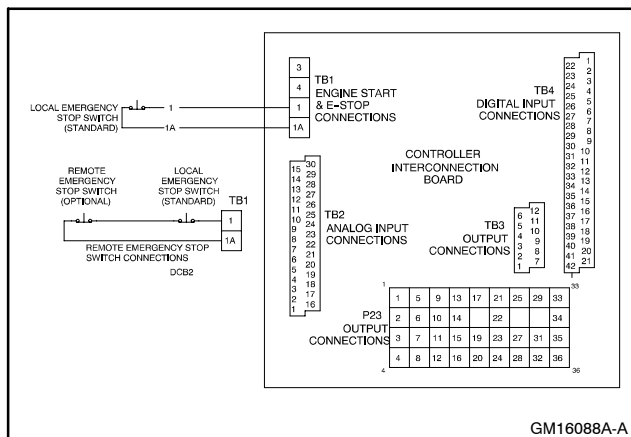 3
4
1
1A
TB1
ENGINE START
& E-STOP
CONNECTIONS
LOCAL EMERGENCY
STOP SWITCH
(STANDARD)
1
1A
REMOTE
EMERGENCY
STOP SWITCH
(OPTIONAL)
LOCAL
EMERGENCY
STOP SWITCH
(STANDARD)
TB1
1
1A
REMOTE EMERGENCY STOP
SWITCH CONNECTIONS
DCB2
15
14
13
12
11
10
9
8
7
6
5
4
3
2
1
30
29
28
27
26
25
24
23
22
21
20
19
18
17
16
TB2
ANALOG INPUT
CONNECTIONS
CONTROLLER
INTERCONNECTION
BOARD
TB4
DIGITAL INPUT
CONNECTIONS
22
23
24
25
26
27
28
29
30
31
32
33
34
35
36
37
38
39
40
41
42
1
2
3
4
5
6
7
8
9
10
11
12
13
14
15
16
17
18
19
20
21
TB3
OUTPUT
CONNECTIONS
6
5
4
3
2
1
12
11
10
9
8
7
P23
OUTPUT
CONNECTIONS
1 33
1 5 9 13 17 21 25 29 33
2 6 10 14 22 34
3 7 11 15 19 23 27 31 35
4 8 12 16 20 24 28 32 36
4 36
GM16088A-A